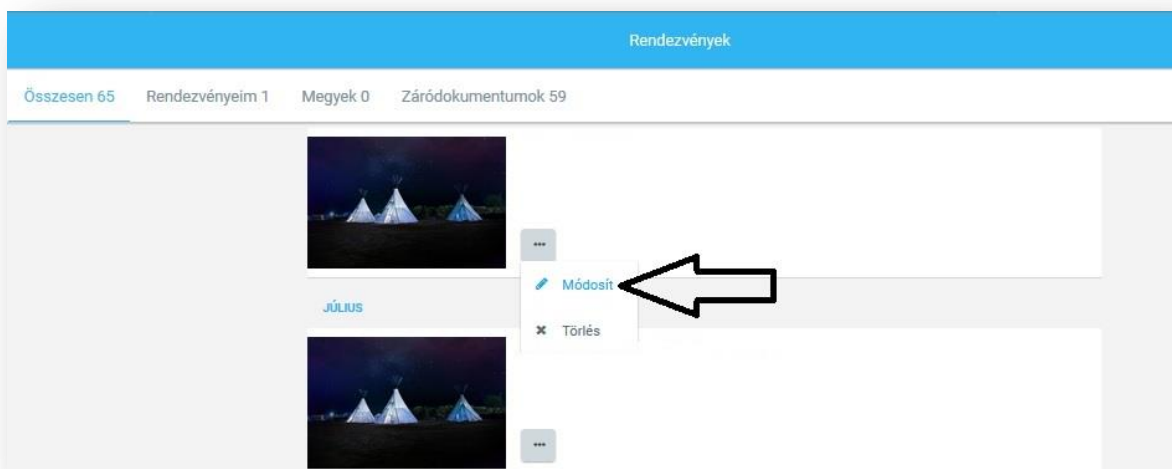 Rendezvények
Összesen 65 Rendezvényeim 1 Megyek 0 Záródokumentumok 59
Módosít
JÚLIUS
Törlés